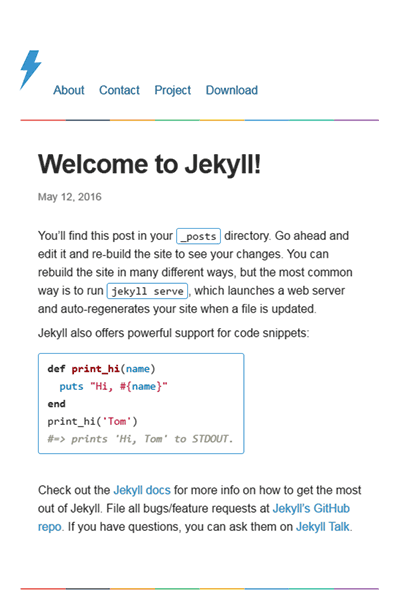 About Contact Project Download
Welcome to Jekyll!
May 12, 2016
You’ll find this post in your _posts directory. Go ahead and
edit it and re-build the site to see your changes. You can
rebuild the site in many different ways, but the most common
way is to run jekyll serve, which launches a web server
and auto-regenerates your site when a file is updated.
Jekyll also offers powerful support for code snippets:
def print_hi(name)
  puts "Hi, #{name}"
end
print_hi('Tom')
#=> prints 'Hi, Tom' to STDOUT.
Check out the Jekyll docs for more info on how to get the most
out of Jekyll. File all bugs/feature requests at Jekyll’s GitHub
repo. If you have questions, you can ask them on Jekyll Talk.